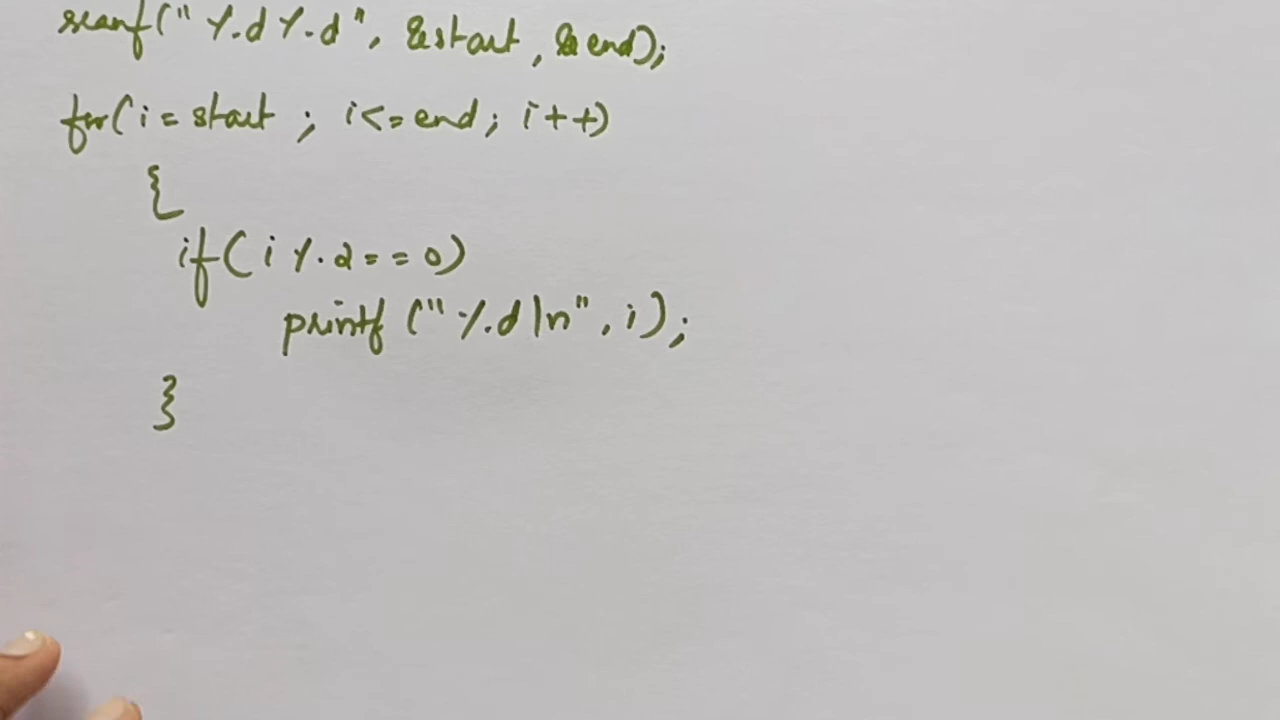 scanf("%d%d", &start, &end);
for(i=start ; i<=end; i++)
{
if(i%2==0)
printf("%d\n", i);
}